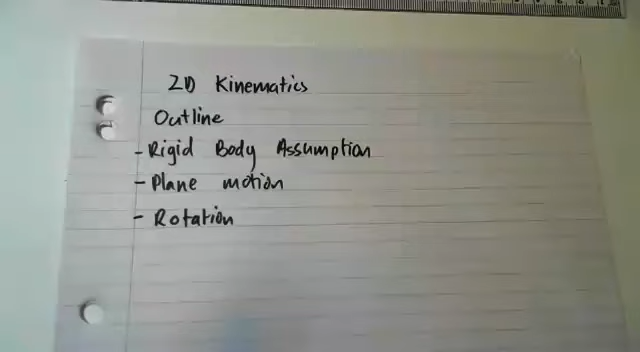 2D Kinematics
Outline
- Rigid Body Assumption
- Plane motion
- Rotation